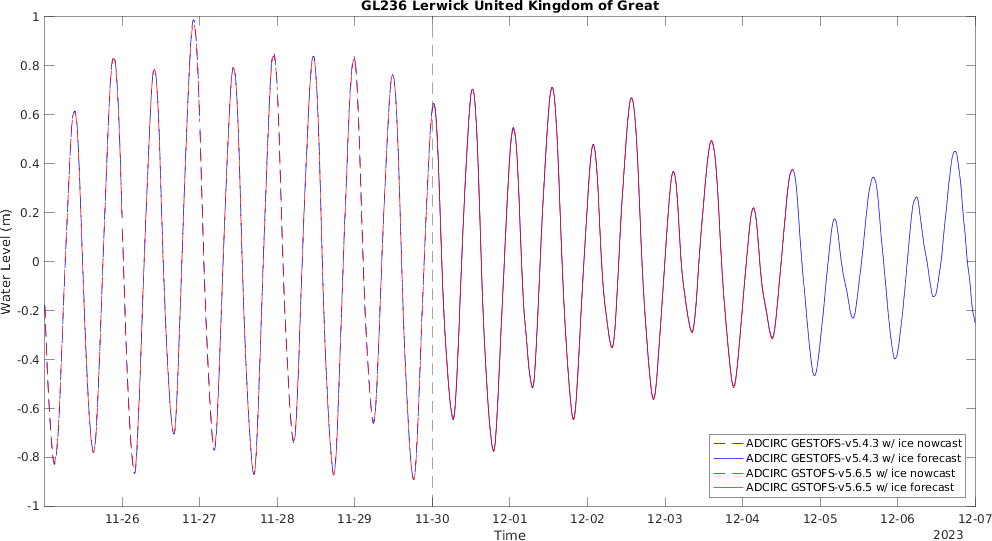 GL236 Lerwick United Kingdom of Great
1
0.8
0.6
0.4
0.2
0
-0.2
-0.4
-0.6
-0.8
-1
Water Level (m)
ADCIRC GESTOFS-v5.4.3 w/ ice nowcast
ADCIRC GESTOFS-v5.4.3 w/ ice forecast
ADCIRC GSTOFS-v5.6.5 w/ ice nowcast
ADCIRC GSTOFS-v5.6.5 w/ ice forecast
11-26 11-27 11-28 11-29 11-30 12-01 12-02 12-03 12-04 12-05 12-06 12-07
Time
2023